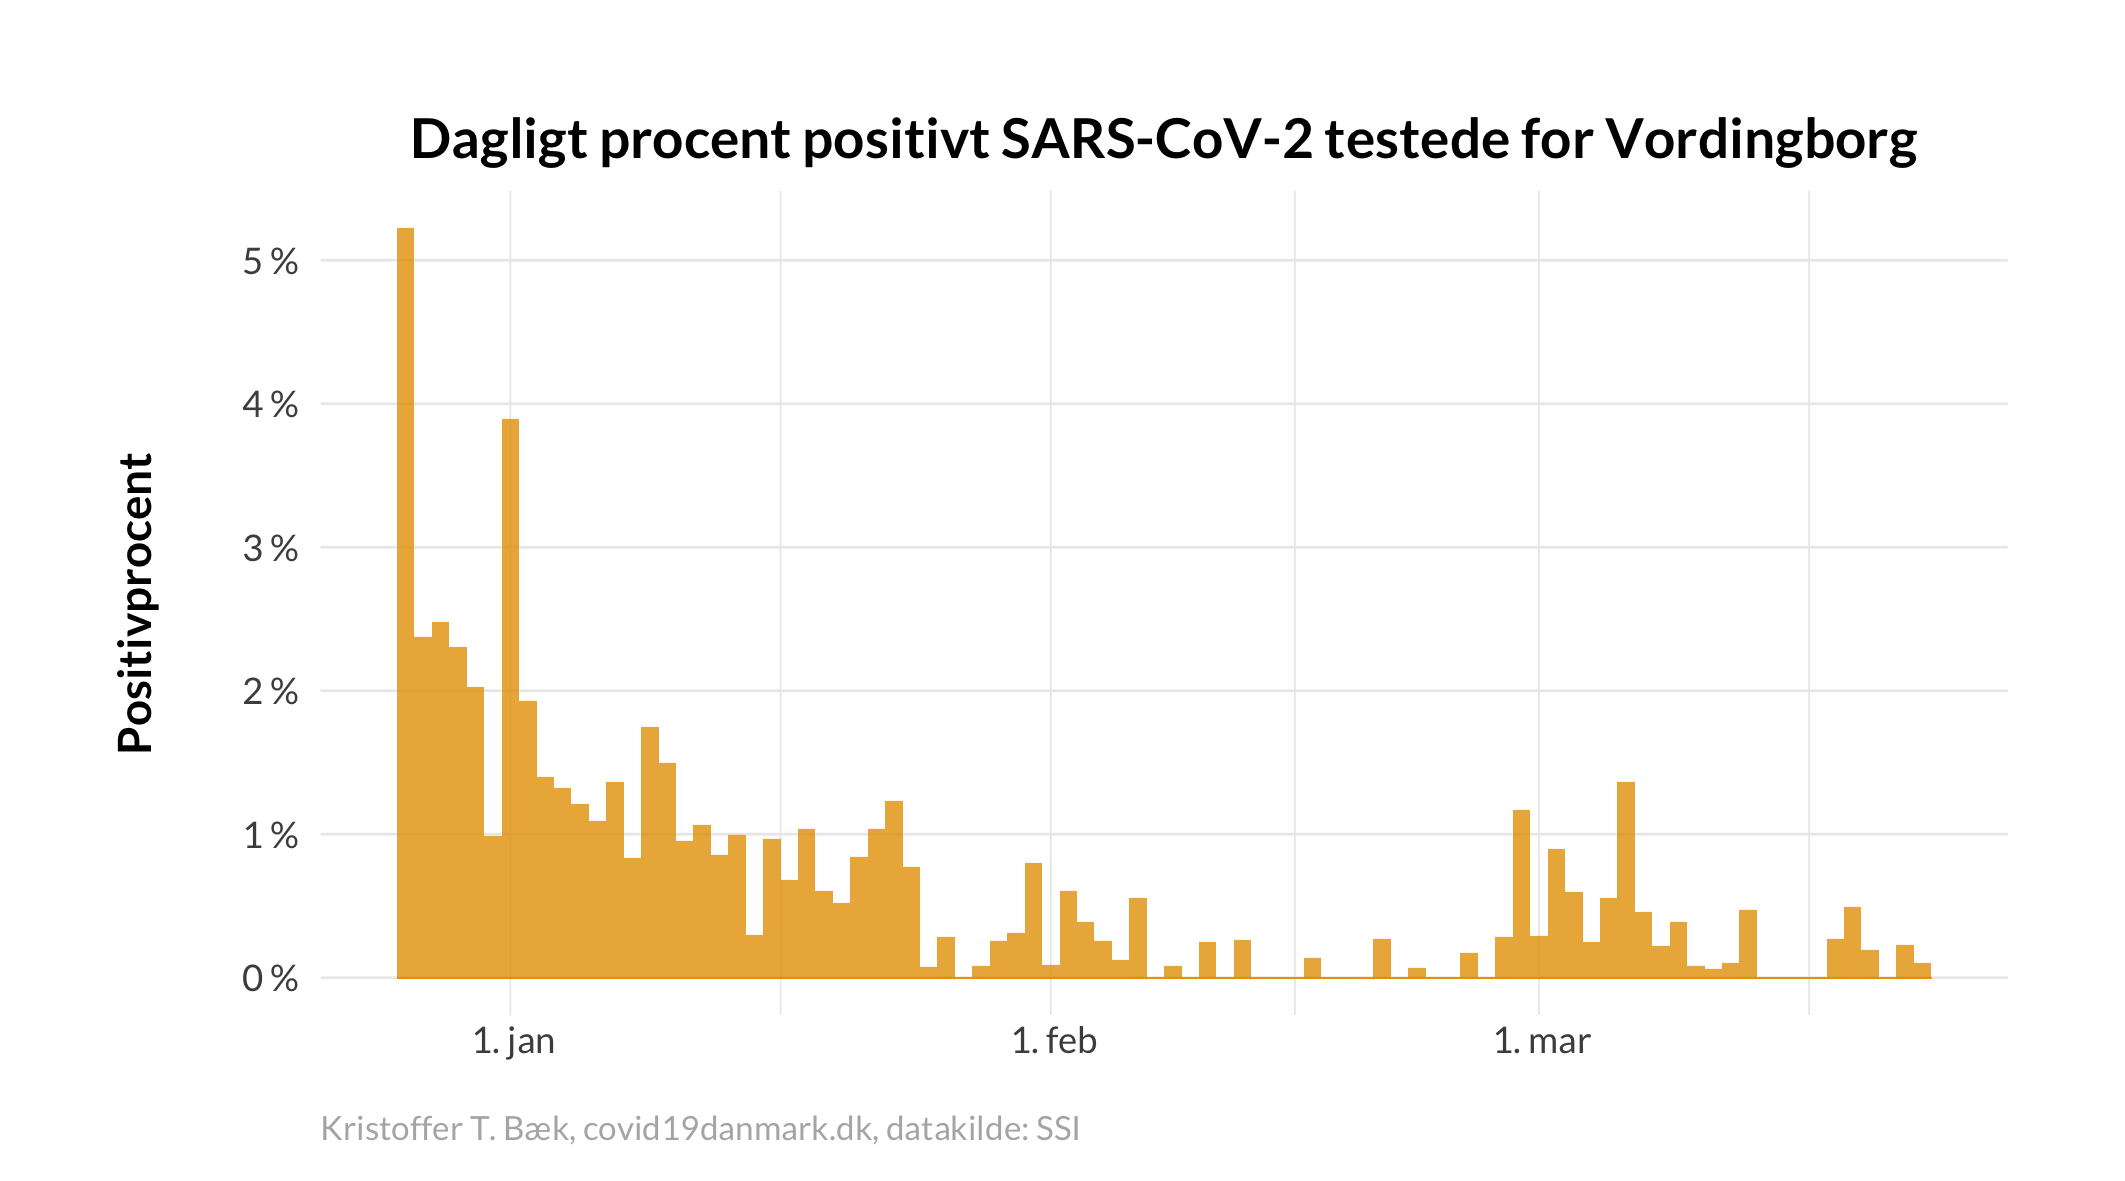 Dagligt procent positivt SARS-CoV-2 testede for Vordingborg
Positivprocent
5 %
4 %
3 %
2 %
1 %
0 %
1. jan
1. feb
1. mar
Kristoffer T. Bæk, covid19danmark.dk, datakilde: SSI